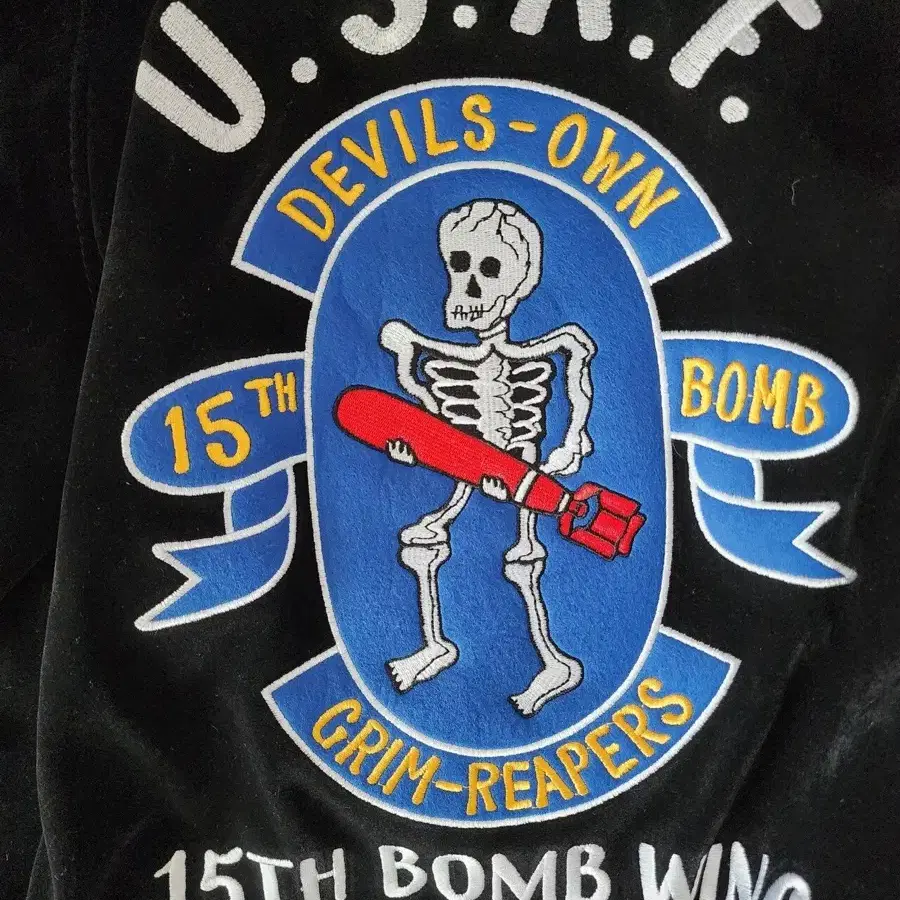 U.S.A.F.
DEVILS-OWN
15TH BOMB
GRIM-REAPERS
15TH BOMB WING